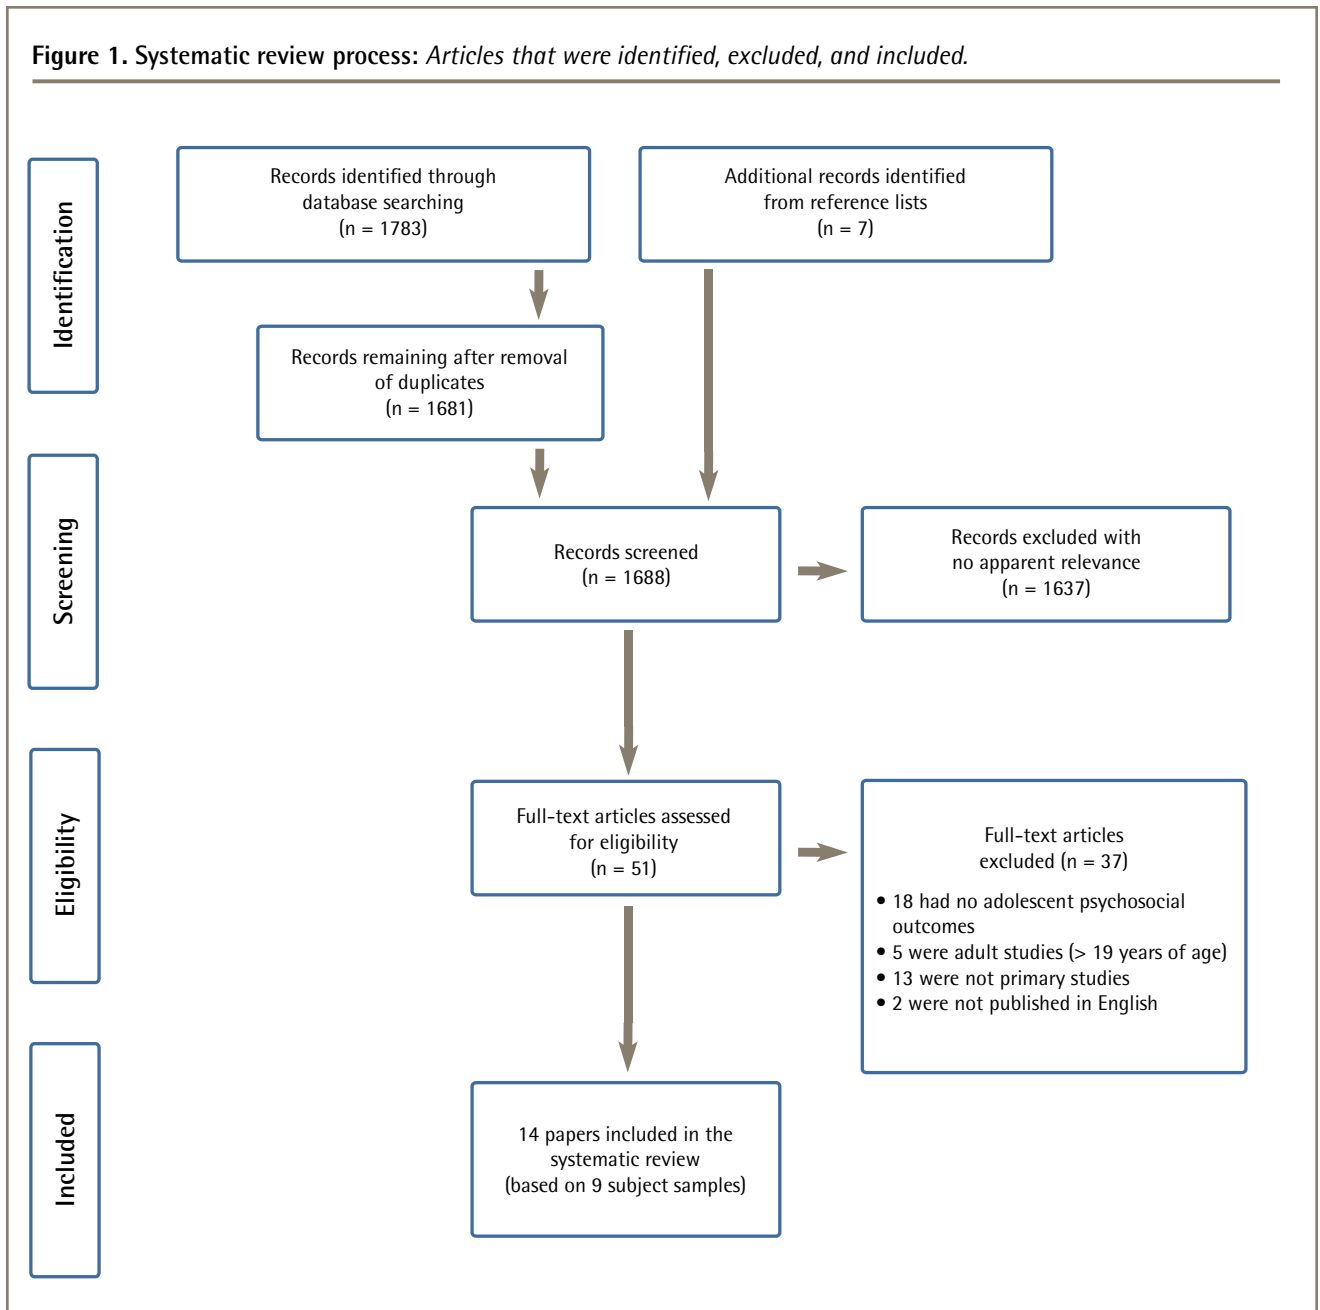 Figure 1. Systematic review process: Articles that were identified, excluded, and included.
Identification
Records identified through
database searching
(n = 1783)
Additional records identified
from reference lists
(n = 7)
Records remaining after removal
of duplicates
(n = 1681)
Screening
Records screened
(n = 1688)
Records excluded with
no apparent relevance
(n = 1637)
Eligibility
Full-text articles assessed
for eligibility
(n = 51)
Full-text articles
excluded (n = 37)
• 18 had no adolescent psychosocial
outcomes
• 5 were adult studies (> 19 years of age)
• 13 were not primary studies
• 2 were not published in English
Included
14 papers included in the
systematic review
(based on 9 subject samples)